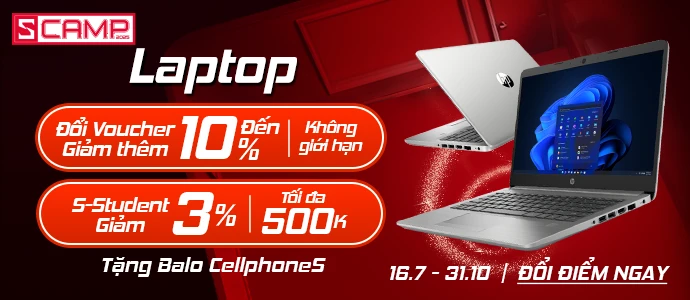 S CAMP 2025
Laptop
Đổi Voucher
Giảm thêm
10
Đến
%
Không
giới hạn
S-Student
Giảm
3%
Tối đa
500K
Tặng Balo CellphoneS
16.7 - 31.10 | ĐỔI ĐIỂM NGAY
hp